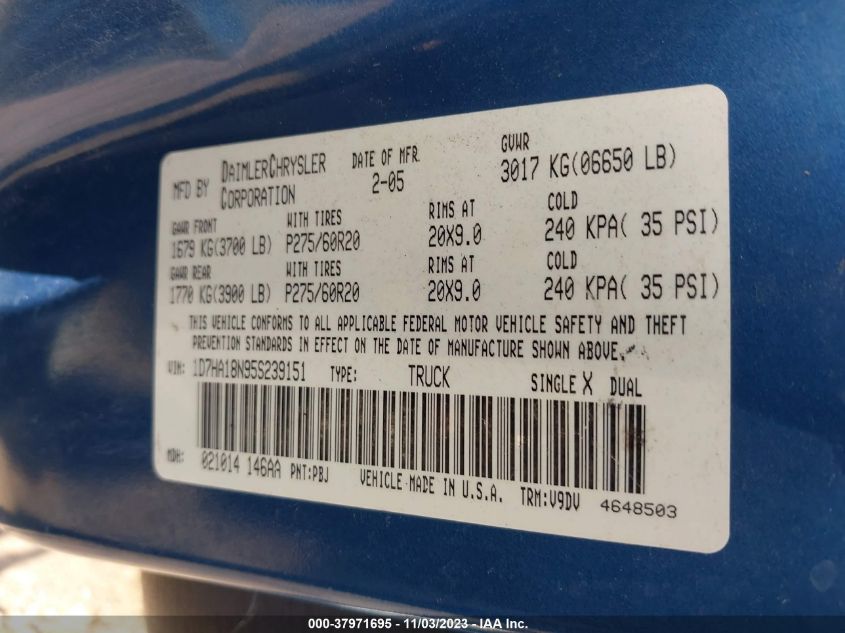 MFD BY DAIMLERCHRYSLER CORPORATION DATE OF MFR 2-05 GVWR 3017 KG(06650 LB)
GAWR FRONT WITH TIRES RIMS AT COLD
1679 KG(3700 LB) P275/60R20 20X9.0 240 KPA( 35 PSI)
GAWR REAR WITH TIRES RIMS AT COLD
1770 KG(3900 LB) P275/60R20 20X9.0 240 KPA( 35 PSI)
THIS VEHICLE CONFORMS TO ALL APPLICABLE FEDERAL MOTOR VEHICLE SAFETY AND THEFT
PREVENTION STANDARDS IN EFFECT ON THE DATE OF MANUFACTURE SHOWN ABOVE.
VIN: 1D7HA18N95S239151 TYPE: TRUCK SINGLE X DUAL
MDH: 021014 146AA PNT:PBJ VEHICLE MADE IN U.S.A. TRM:V9DV 4648503
000-37971695 - 11/03/2023 - IAA Inc.